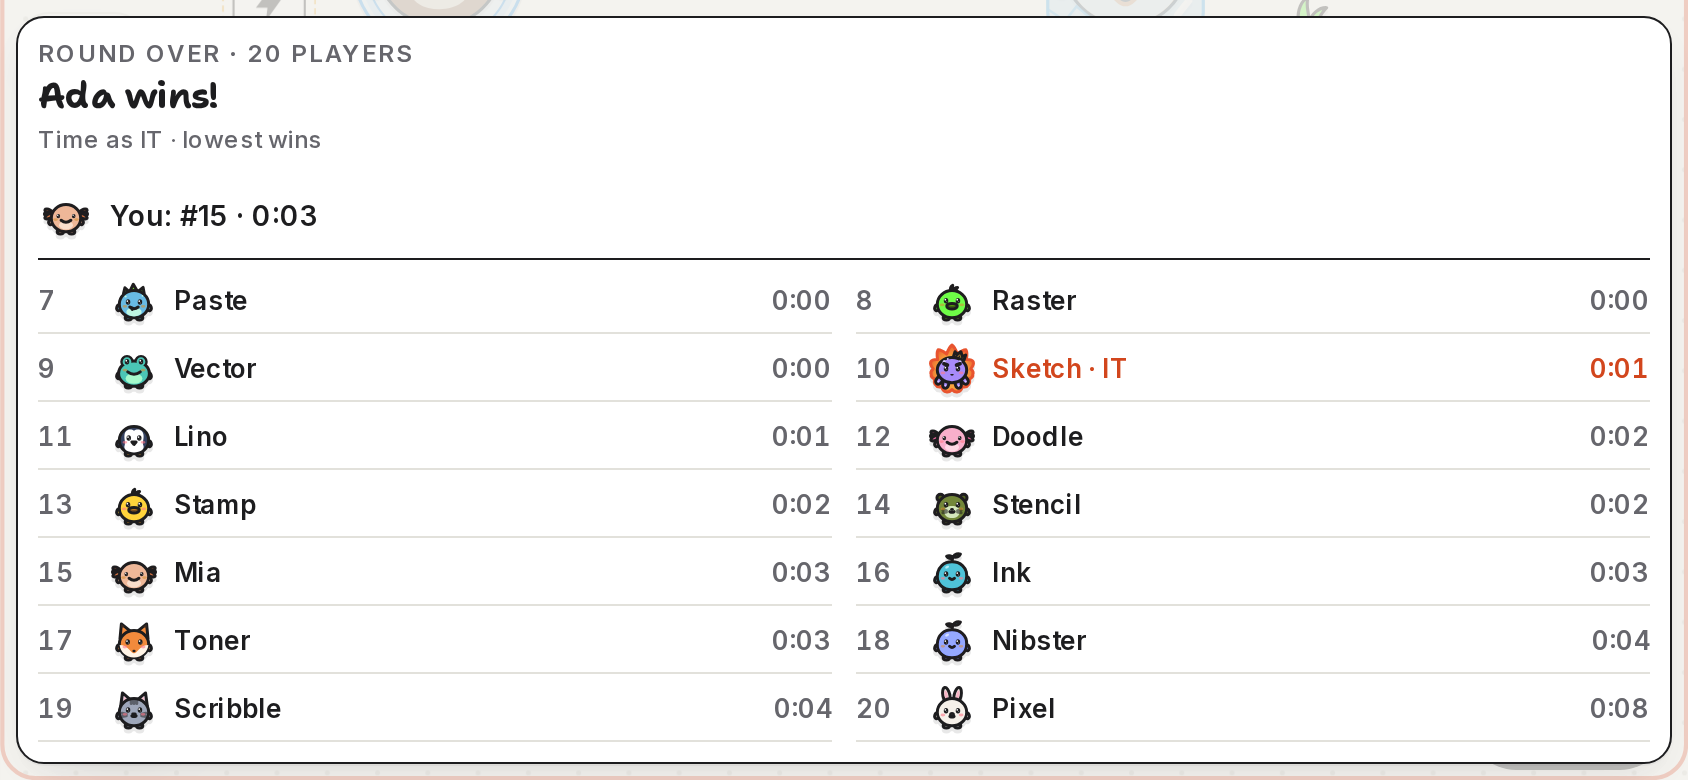 ROUND OVER · 20 PLAYERS
Ada wins!
Time as IT · lowest wins
You: #15 · 0:03
7 Paste 0:00 8 Raster 0:00
9 Vector 0:00 10 Sketch · IT 0:01
11 Lino 0:01 12 Doodle 0:02
13 Stamp 0:02 14 Stencil 0:02
15 Mia 0:03 16 Ink 0:03
17 Toner 0:03 18 Nibster 0:04
19 Scribble 0:04 20 Pixel 0:08